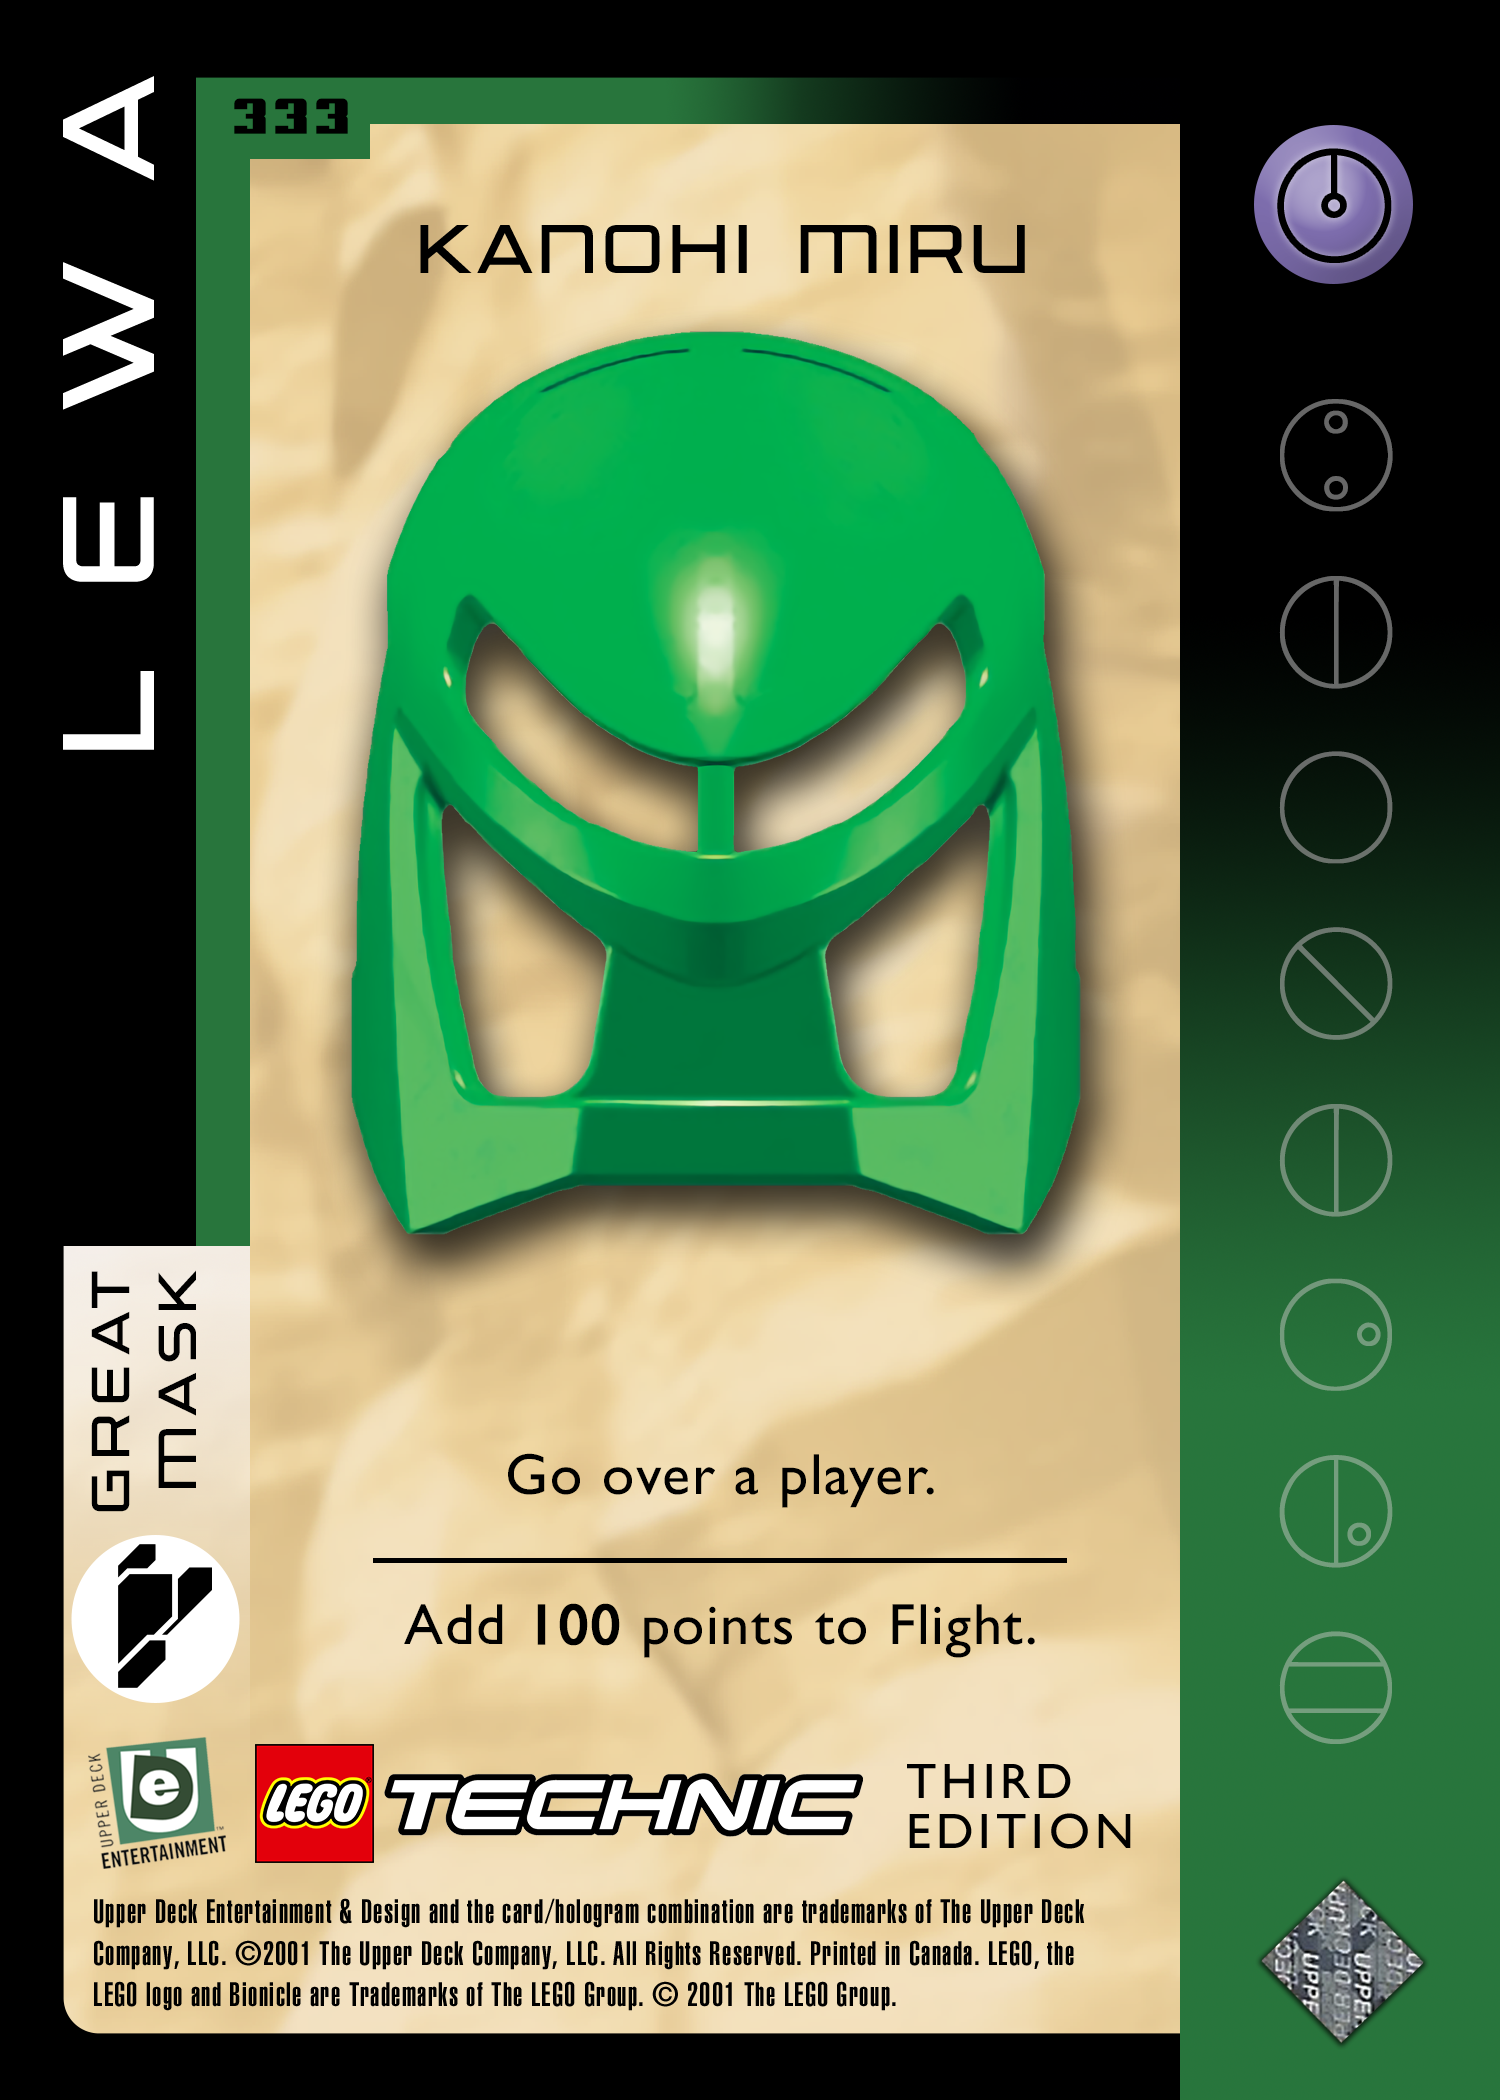 LEWA
333
KANOHI MIRU
GREAT
MASK
Go over a player.
Add 100 points to Flight.
UPPER DECK
ENTERTAINMENT
LEGO TECHNIC
THIRD
EDITION
Upper Deck Entertainment & Design and the card/hologram combination are trademarks of The Upper Deck
Company, LLC. ©2001 The Upper Deck Company, LLC. All Rights Reserved. Printed in Canada. LEGO, the
LEGO logo and Bionicle are Trademarks of The LEGO Group. © 2001 The LEGO Group.